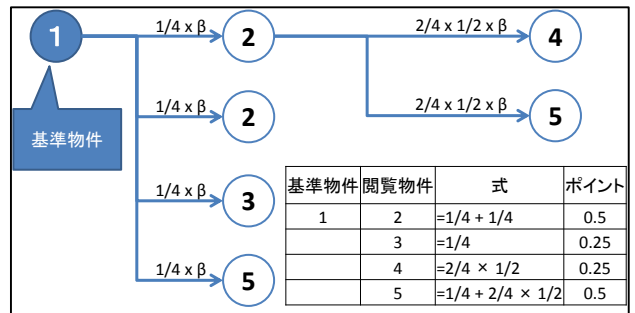 1 1/4 x β 2 2/4 x 1/2 x β 4
1/4 x β 2 2/4 x 1/2 x β 5
基準物件
1/4 x β 3
1/4 x β 5
基準物件 閲覧物件 式 ポイント
1 2 =1/4 + 1/4 0.5
3 =1/4 0.25
4 =2/4 × 1/2 0.25
5 =1/4 + 2/4 × 1/2 0.5